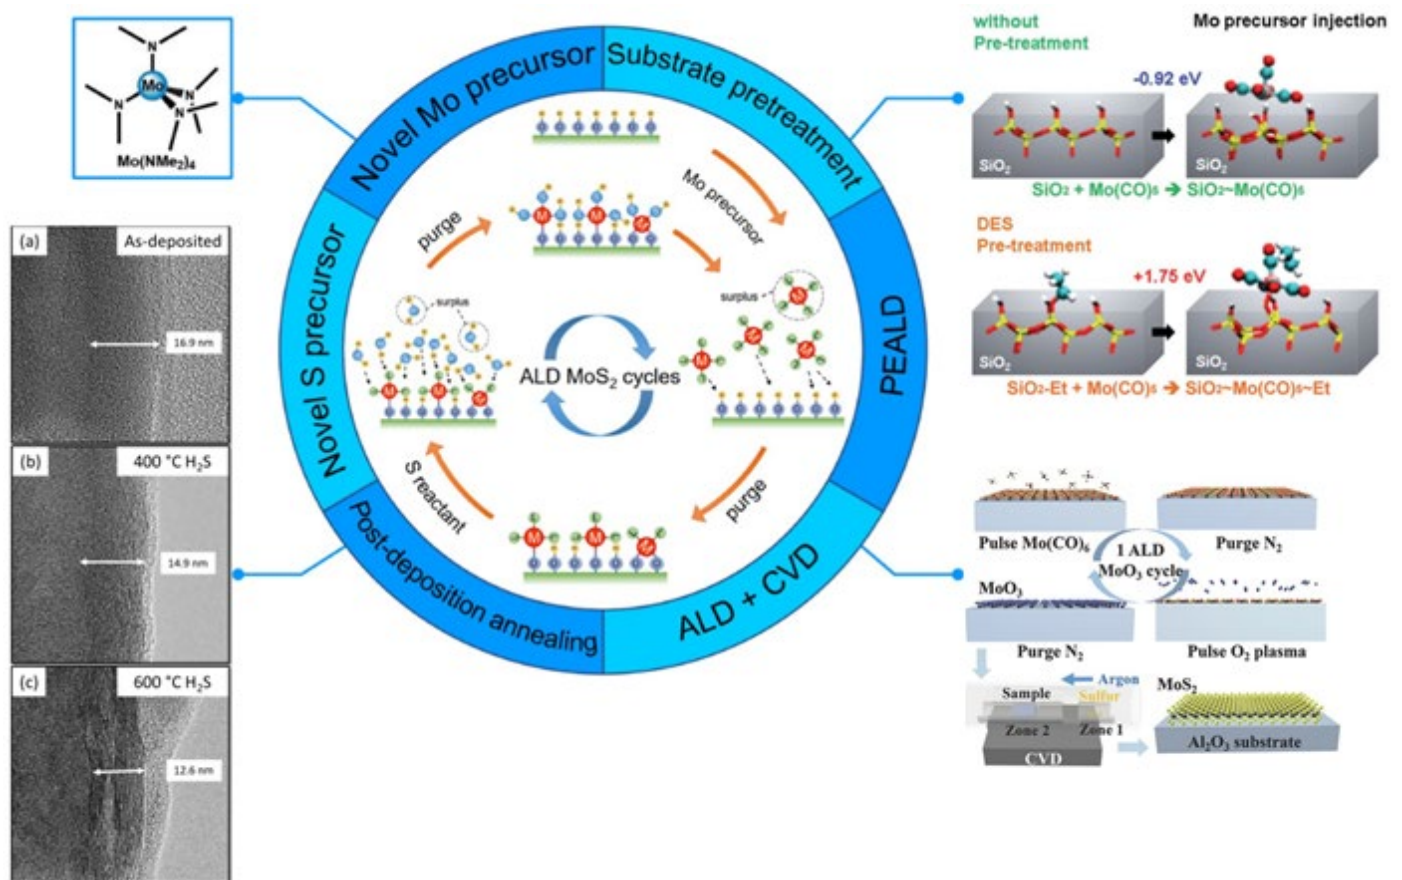 N
Mo
N
N
N
Mo(NMe₂)₄
Novel Mo precursor
Substrate pretreatment
PEALD
ALD + CVD
Post-deposition annealing
Novel S precursor
Mo precursor
purge
surplus
surplus
ALD MoS₂ cycles
S reactant
purge
M
M
M
M
M
M
M
M
M
M
(a)
As-deposited
16.9 nm
(b)
400 °C H₂S
14.9 nm
(c)
600 °C H₂S
12.6 nm
without
Pre-treatment
Mo precursor injection
-0.92 eV
SiO₂
SiO₂
SiO₂ + Mo(CO)₆ → SiO₂~Mo(CO)₆
DES
Pre-treatment
+1.75 eV
SiO₂
SiO₂
SiO₂-Et + Mo(CO)₆ → SiO₂~Mo(CO)₆~Et
Pulse Mo(CO)₆
Purge N₂
1 ALD
MoO₃ cycle
MoO₃
Purge N₂
Pulse O₂ plasma
Argon
Sample
Sulfur
Zone 2
Zone 1
CVD
MoS₂
Al₂O₃ substrate